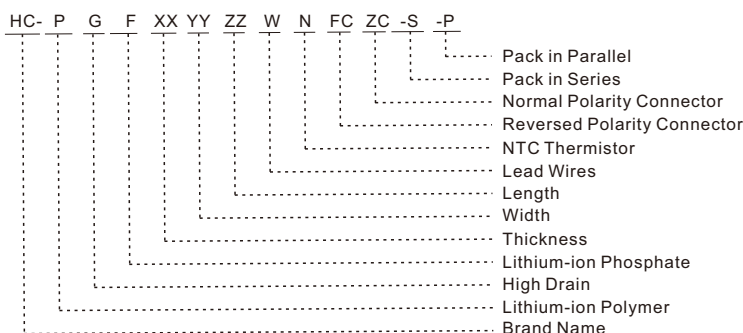 HC- P G F XX YY ZZ W N FC ZC -S -P
Pack in Parallel
Pack in Series
Normal Polarity Connector
Reversed Polarity Connector
NTC Thermistor
Lead Wires
Length
Width
Thickness
Lithium-ion Phosphate
High Drain
Lithium-ion Polymer
Brand Name